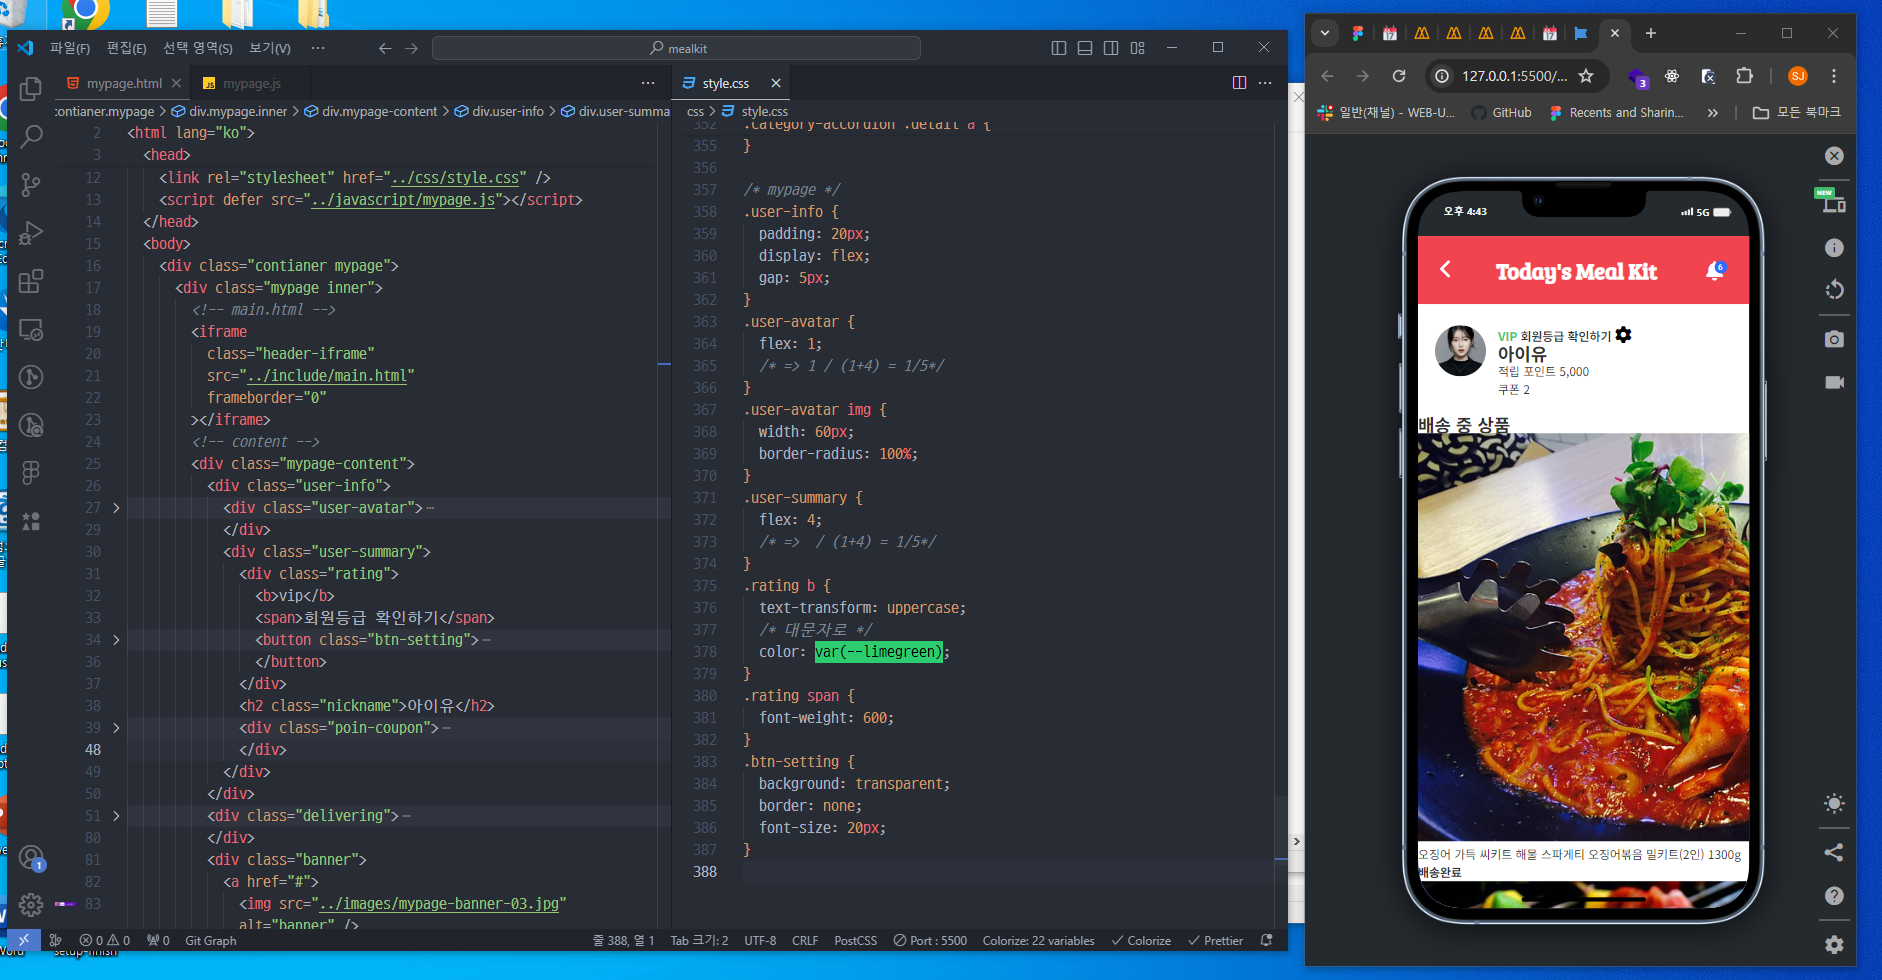 파일(F) 편집(E) 선택 영역(S) 보기(V) ···
mealkit
mypage.html
mypage.js
contianer.mypage > div.mypage.inner > div.mypage-content > div.user-info > div.user-summa
2 <html lang="ko">
3 <head>
12 <link rel="stylesheet" href="../css/style.css" />
13 <script defer src="../javascript/mypage.js"></script>
14 </head>
15 <body>
16 <div class="contianer mypage">
17 <div class="mypage inner">
18 <!-- main.html -->
19 <iframe
20 class="header-iframe"
21 src="../include/main.html"
22 frameborder="0"
23 ></iframe>
24 <!-- content -->
25 <div class="mypage-content">
26 <div class="user-info">
27 <div class="user-avatar">···
29 </div>
30 <div class="user-summary">
31 <div class="rating">
32 <b>vip</b>
33 <span>회원등급 확인하기</span>
34 <button class="btn-setting">···
36 </button>
37 </div>
38 <h2 class="nickname">아이유</h2>
39 <div class="poin-coupon">···
48 </div>
49 </div>
50 </div>
51 <div class="delivering">···
80 </div>
81 <div class="banner">
82 <a href="#">
83 <img src="../images/mypage-banner-03.jpg"
alt="banner" />
style.css
css > style.css
352 .category-accordion .detail a {
355 }
356
357 /* mypage */
358 .user-info {
359 padding: 20px;
360 display: flex;
361 gap: 5px;
362 }
363 .user-avatar {
364 flex: 1;
365 /* => 1 / (1+4) = 1/5*/
366 }
367 .user-avatar img {
368 width: 60px;
369 border-radius: 100%;
370 }
371 .user-summary {
372 flex: 4;
373 /* =>  / (1+4) = 1/5*/
374 }
375 .rating b {
376 text-transform: uppercase;
377 /* 대문자로 */
378 color: var(--limegreen);
379 }
380 .rating span {
381 font-weight: 600;
382 }
383 .btn-setting {
384 background: transparent;
385 border: none;
386 font-size: 20px;
387 }
388
0 0 0 Git Graph 줄 388, 열 1 Tab 크기: 2 UTF-8 CRLF PostCSS Port : 5500 Colorize: 22 variables Colorize Prettier
1
Word
setup-finish
127.0.0.1:5500/...
3
SJ
일반(채널) - WEB-U... GitHub Recents and Sharin... » 모든 북마크
NEW
오후 4:43
5G
Today's Meal Kit
6
VIP 회원등급 확인하기
아이유
적립 포인트 5,000
쿠폰 2
배송 중 상품
오징어 가득 씨키트 해물 스파게티 오징어볶음 밀키트(2인) 1300g
배송완료